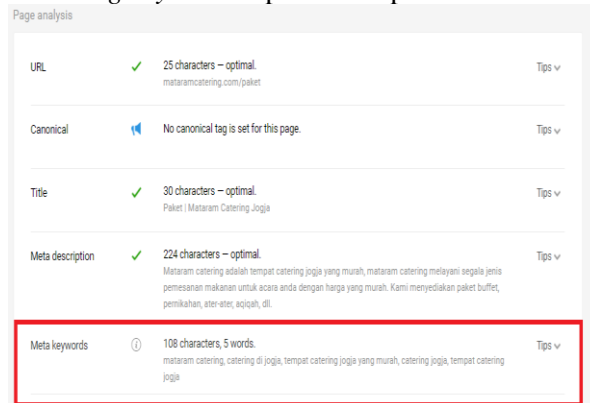 Page analysis
URL
25 characters – optimal.
Tips
mataramcatering.com/paket
Canonical
No canonical tag is set for this page.
Tips
Title
30 characters – optimal.
Tips
Paket | Mataram Catering Jogja
Meta description
224 characters – optimal.
Tips
Mataram catering adalah tempat catering jogja yang murah, mataram catering melayani segala jenis
pemesanan makanan untuk acara anda dengan harga yang murah. Kami menyediakan paket buffet,
pernikahan, ater-ater, aqiqah, dll.
Meta keywords
108 characters, 5 words.
Tips
mataram catering, catering di jogja, tempat catering jogja yang murah, catering jogja, tempat catering
jogja